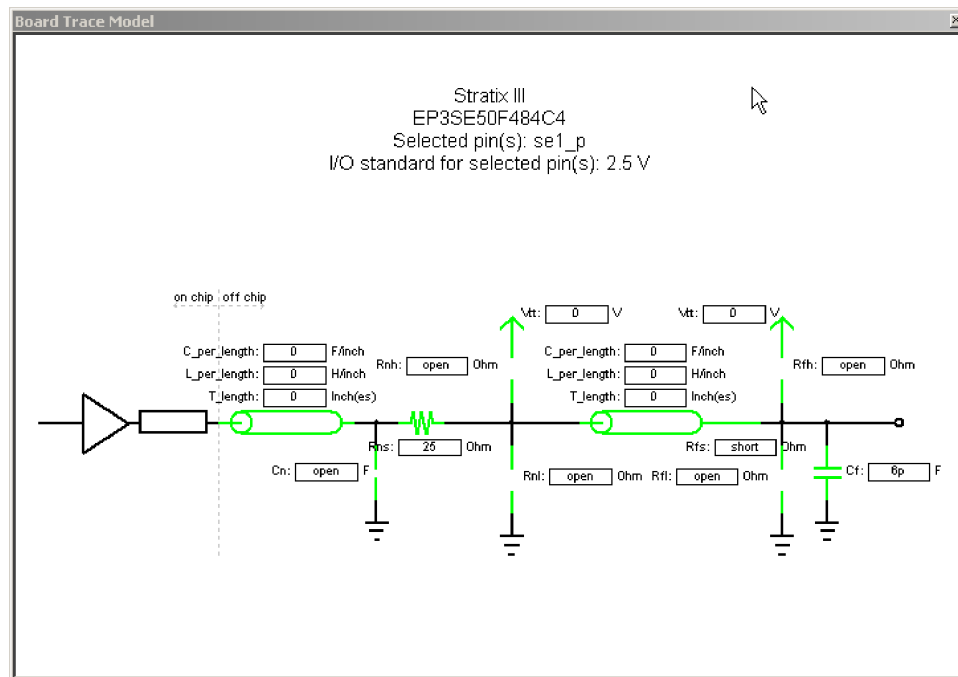 Board Trace Model
Stratix III
EP3SE50F484C4
Selected pin(s): se1_p
I/O standard for selected pin(s): 2.5 V
on chip off chip
Vtt: 0 V
Vtt: 0 V
C_per_length: 0 F/inch
L_per_length: 0 H/inch
T_length: 0 Inch(es)
Rnh: open Ohm
C_per_length: 0 F/inch
L_per_length: 0 H/inch
T_length: 0 Inch(es)
Rfh: open Ohm
Rns: 25 Ohm
Rfs: short Ohm
Cn: open F
Rnl: open Ohm
Rfl: open Ohm
Cf: 6p F